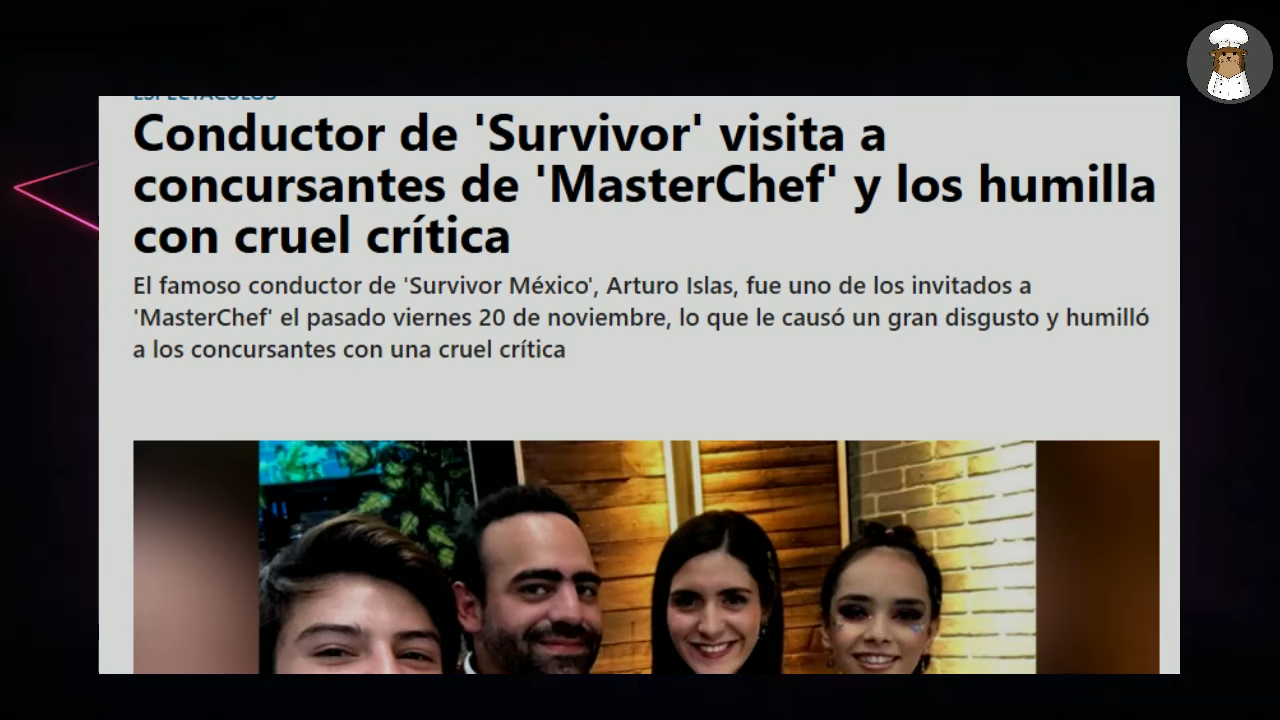 ESPECTÁCULOS
Conductor de 'Survivor' visita a
concursantes de 'MasterChef' y los humilla
con cruel crítica
El famoso conductor de 'Survivor México', Arturo Islas, fue uno de los invitados a
'MasterChef' el pasado viernes 20 de noviembre, lo que le causó un gran disgusto y humilló
a los concursantes con una cruel crítica